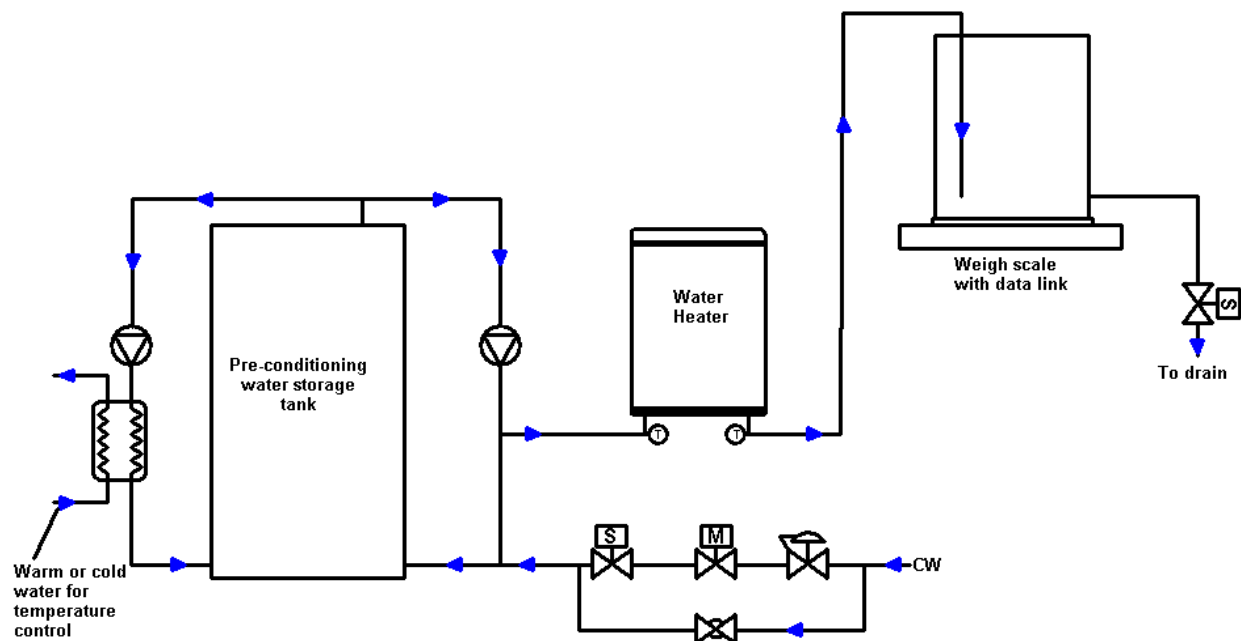 Weigh scale
with data link
S
To drain
Water
Heater
Pre-conditioning
water storage
tank
T
T
S
M
CW
Warm or cold
water for
temperature
control